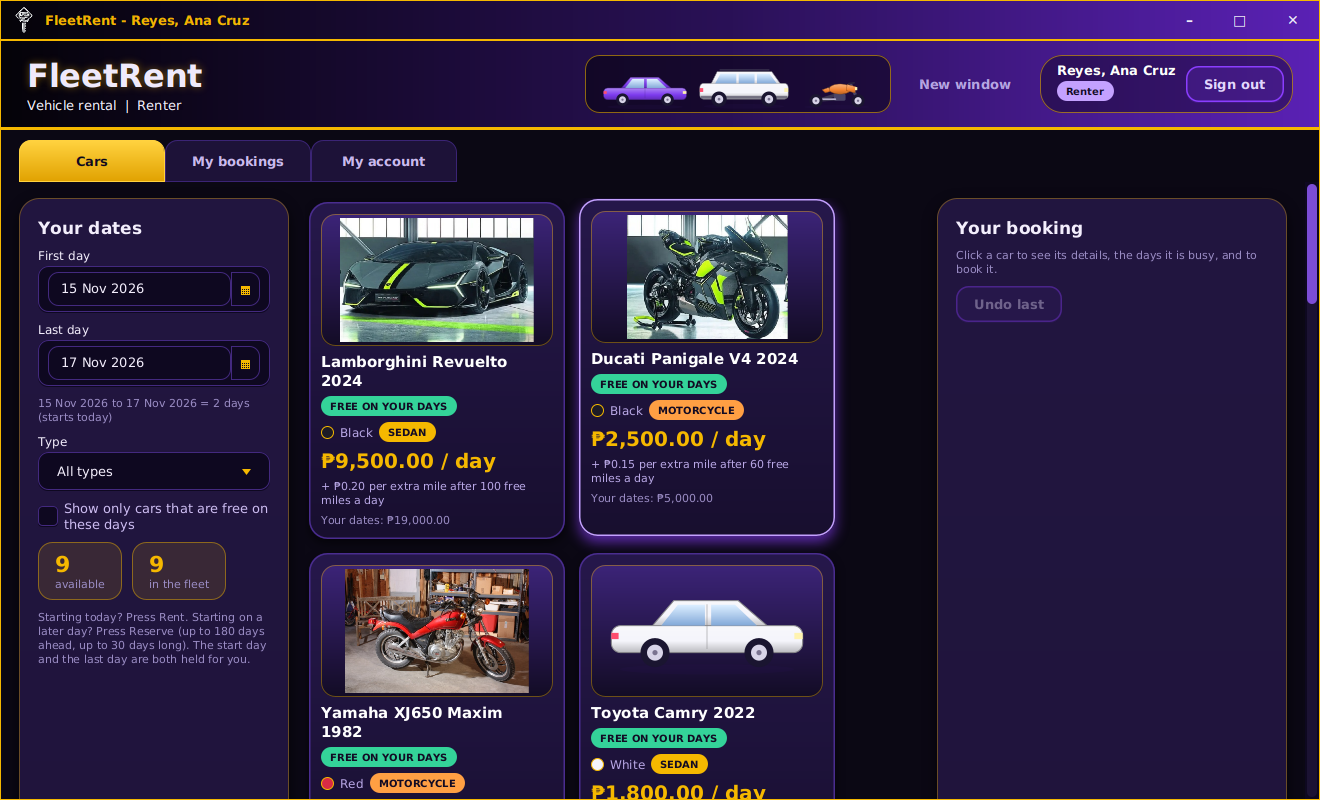 FleetRent - Reyes, Ana Cruz
FleetRent
Vehicle rental | Renter
New window
Reyes, Ana Cruz
Renter
Sign out
Cars
My bookings
My account
Your dates
First day
15 Nov 2026
Last day
17 Nov 2026
15 Nov 2026 to 17 Nov 2026 = 2 days
(starts today)
Type
All types
Show only cars that are free on
these days
9
available
9
in the fleet
Starting today? Press Rent. Starting on a
later day? Press Reserve (up to 180 days
ahead, up to 30 days long). The start day
and the last day are both held for you.
Lamborghini Revuelto
2024
FREE ON YOUR DAYS
Black
SEDAN
₱9,500.00 / day
+ ₱0.20 per extra mile after 100 free
miles a day
Your dates: ₱19,000.00
Ducati Panigale V4 2024
FREE ON YOUR DAYS
Black
MOTORCYCLE
₱2,500.00 / day
+ ₱0.15 per extra mile after 60 free
miles a day
Your dates: ₱5,000.00
Yamaha XJ650 Maxim
1982
FREE ON YOUR DAYS
Red
MOTORCYCLE
Toyota Camry 2022
FREE ON YOUR DAYS
White
SEDAN
₱1,800.00 / day
Your booking
Click a car to see its details, the days it is busy, and to
book it.
Undo last